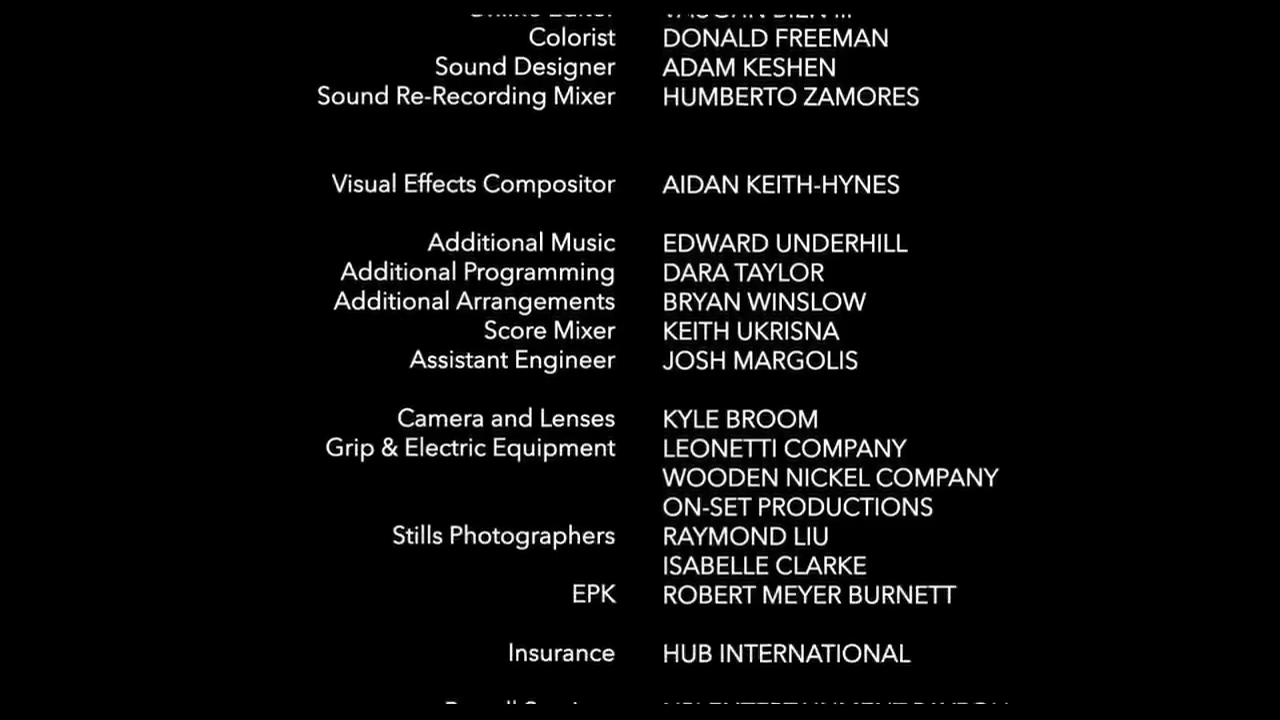 Colorist DONALD FREEMAN
Sound Designer ADAM KESHEN
Sound Re-Recording Mixer HUMBERTO ZAMORES
Visual Effects Compositor AIDAN KEITH-HYNES
Additional Music EDWARD UNDERHILL
Additional Programming DARA TAYLOR
Additional Arrangements BRYAN WINSLOW
Score Mixer KEITH UKRISNA
Assistant Engineer JOSH MARGOLIS
Camera and Lenses KYLE BROOM
Grip & Electric Equipment LEONETTI COMPANY
WOODEN NICKEL COMPANY
ON-SET PRODUCTIONS
Stills Photographers RAYMOND LIU
ISABELLE CLARKE
EPK ROBERT MEYER BURNETT
Insurance HUB INTERNATIONAL